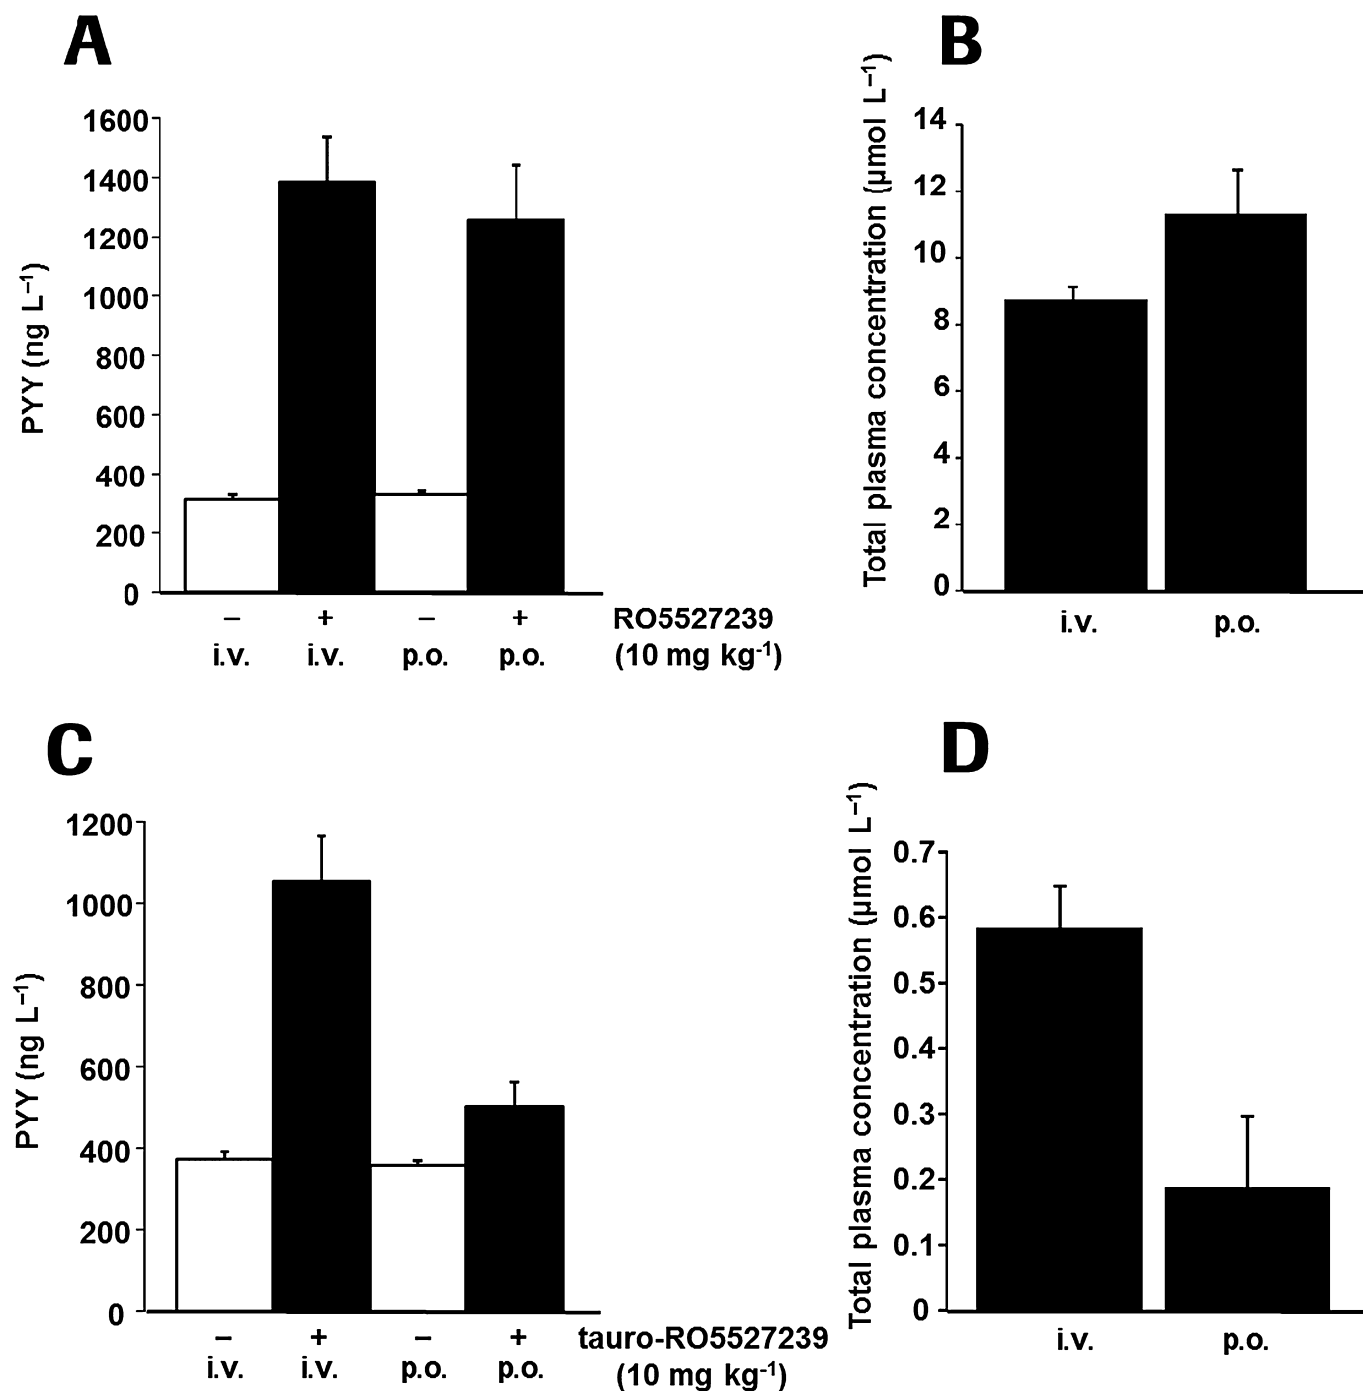 A
PYY (ng L⁻¹)
1600
1400
1200
1000
800
600
400
200
0
– + – + RO5527239
i.v. i.v. p.o. p.o. (10 mg kg⁻¹)
B
Total plasma concentration (µmol L⁻¹)
14
12
10
8
6
4
2
0
i.v. p.o.
C
PYY (ng L⁻¹)
1200
1000
800
600
400
200
0
– + – + tauro-RO5527239
i.v. i.v. p.o. p.o. (10 mg kg⁻¹)
D
Total plasma concentration (µmol L⁻¹)
0.7
0.6
0.5
0.4
0.3
0.2
0.1
0
i.v. p.o.